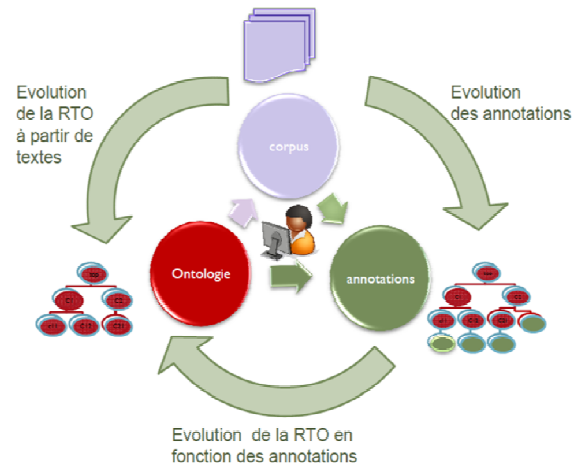 Evolution
de la RTO
à partir de
textes
Evolution
des annotations
corpus
Ontologie
annotations
Evolution de la RTO en
fonction des annotations